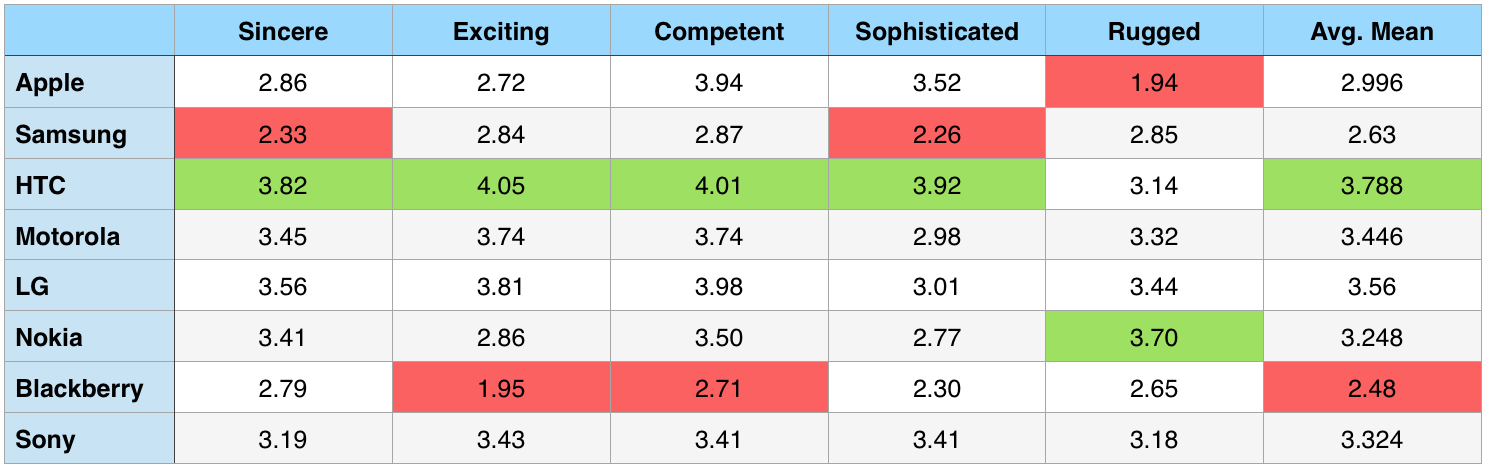 Sincere Exciting Competent Sophisticated Rugged Avg. Mean
Apple 2.86 2.72 3.94 3.52 1.94 2.996
Samsung 2.33 2.84 2.87 2.26 2.85 2.63
HTC 3.82 4.05 4.01 3.92 3.14 3.788
Motorola 3.45 3.74 3.74 2.98 3.32 3.446
LG 3.56 3.81 3.98 3.01 3.44 3.56
Nokia 3.41 2.86 3.50 2.77 3.70 3.248
Blackberry 2.79 1.95 2.71 2.30 2.65 2.48
Sony 3.19 3.43 3.41 3.41 3.18 3.324